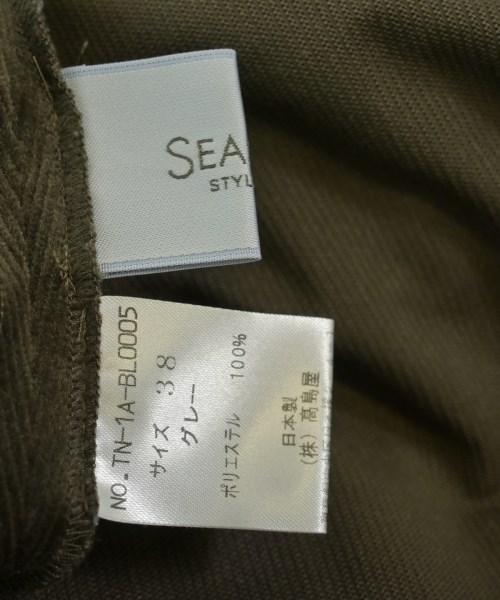 SEA
STYL
NO. TN-1A-BL0005
サイズ 38
グレー
ポリエステル 100%
日本製
(株) 高島屋